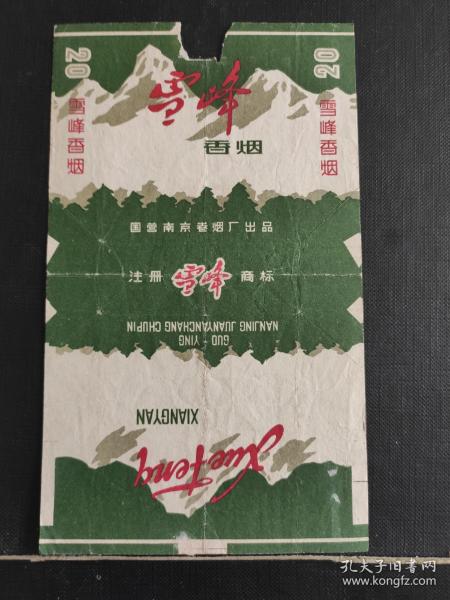 20
20
雪峰
香烟
雪峰香烟
雪峰香烟
国营南京卷烟厂出品
注册 雪峰 商标
GUO - YING
NANJING JUANYANCHANG CHUPIN
Xuefeng
XIANGYAN
孔夫子旧书网
www.kongfz.com